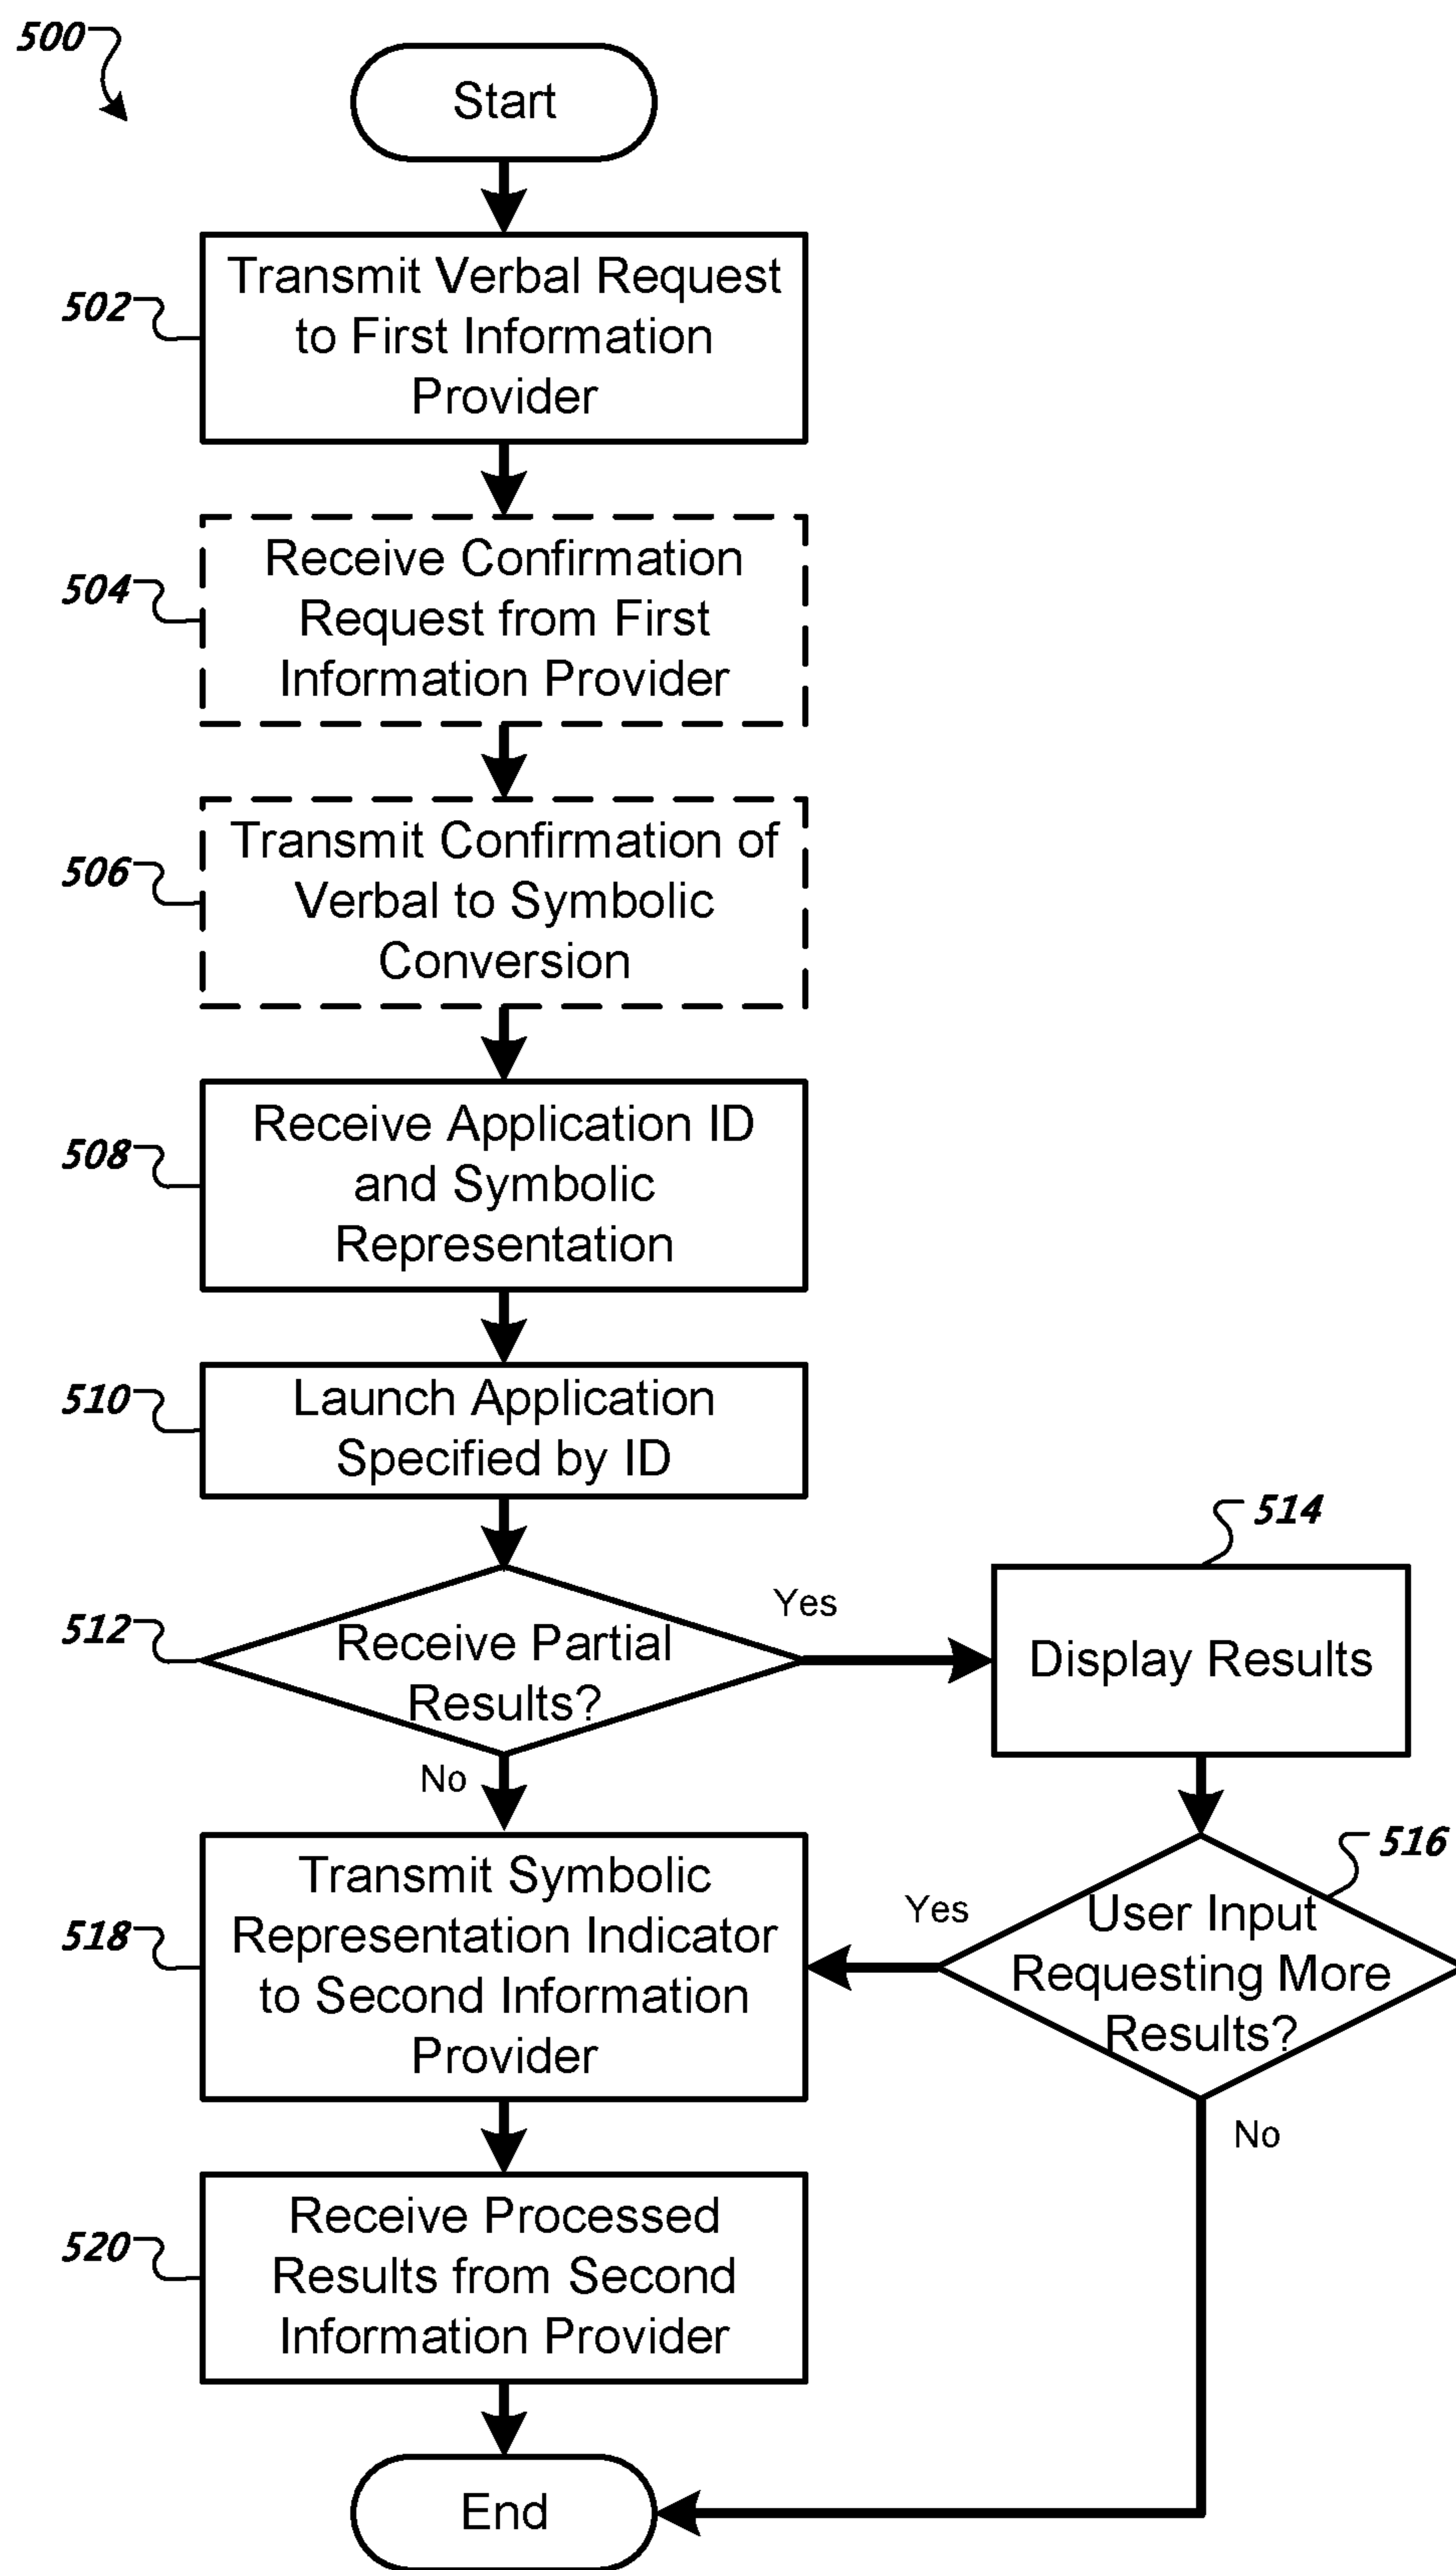 500
Start
502
Transmit Verbal Request
to First Information
Provider
504
Receive Confirmation
Request from First
Information Provider
506
Transmit Confirmation of
Verbal to Symbolic
Conversion
508
Receive Application ID
and Symbolic
Representation
510
Launch Application
Specified by ID
512
Receive Partial
Results?
Yes
No
514
Display Results
516
User Input
Requesting More
Results?
Yes
No
518
Transmit Symbolic
Representation Indicator
to Second Information
Provider
520
Receive Processed
Results from Second
Information Provider
End